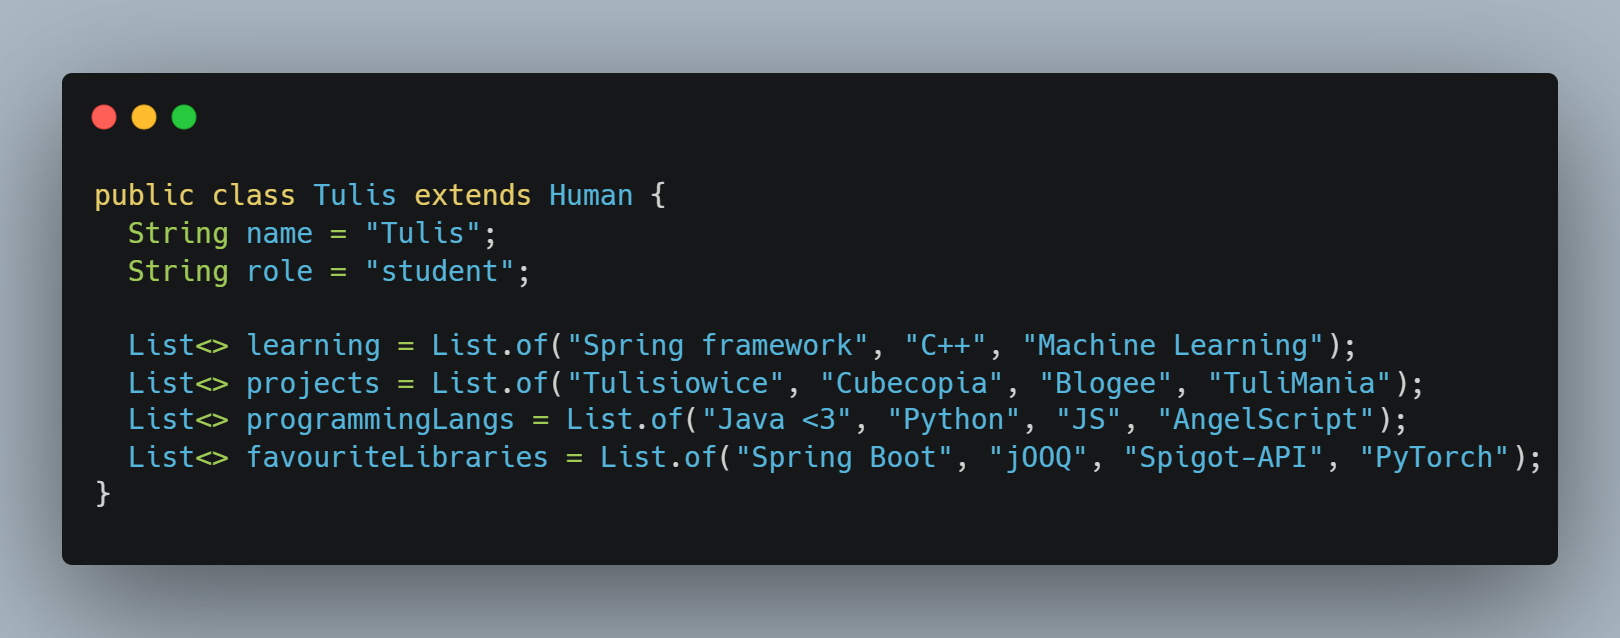 public class Tulis extends Human {
  String name = "Tulis";
  String role = "student";

  List<> learning = List.of("Spring framework", "C++", "Machine Learning");
  List<> projects = List.of("Tulisiowice", "Cubecopia", "Blogee", "TuliMania");
  List<> programmingLangs = List.of("Java <3", "Python", "JS", "AngelScript");
  List<> favouriteLibraries = List.of("Spring Boot", "jOOQ", "Spigot-API", "PyTorch");
}